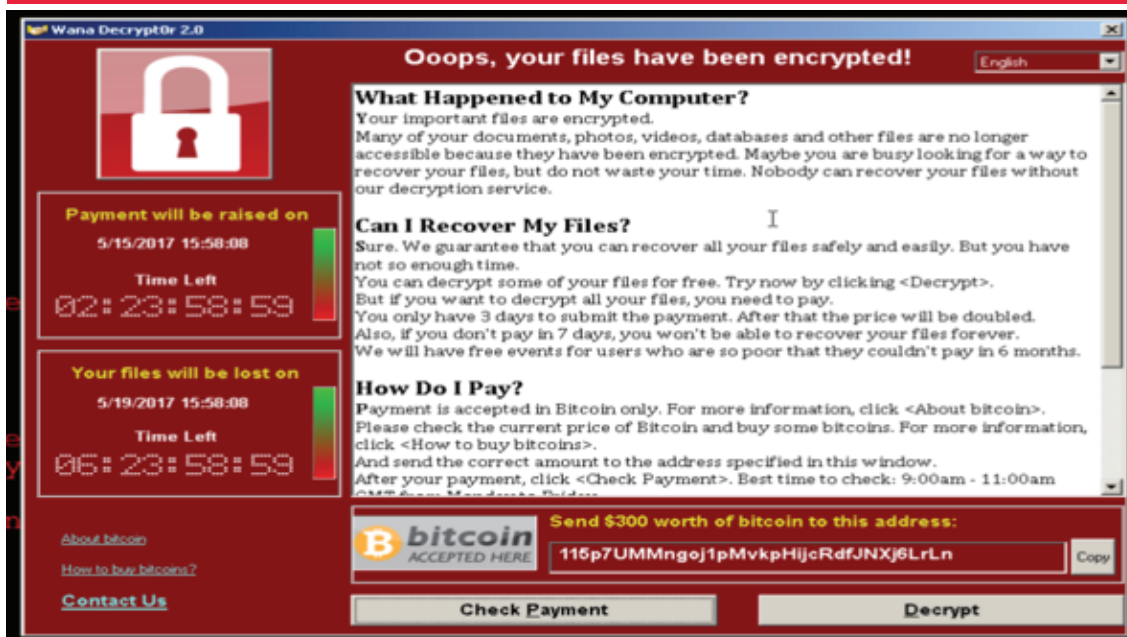 Wana Decrypt0r 2.0
Ooops, your files have been encrypted!
English
What Happened to My Computer?
Your important files are encrypted.
Many of your documents, photos, videos, databases and other files are no longer
accessible because they have been encrypted. Maybe you are busy looking for a way to
recover your files, but do not waste your time. Nobody can recover your files without
our decryption service.
Can I Recover My Files?
Sure. We guarantee that you can recover all your files safely and easily. But you have
not so enough time.
You can decrypt some of your files for free. Try now by clicking <Decrypt>.
But if you want to decrypt all your files, you need to pay.
You only have 3 days to submit the payment. After that the price will be doubled.
Also, if you don't pay in 7 days, you won't be able to recover your files forever.
We will have free events for users who are so poor that they couldn't pay in 6 months.
How Do I Pay?
Payment is accepted in Bitcoin only. For more information, click <About bitcoin>.
Please check the current price of Bitcoin and buy some bitcoins. For more information,
click <How to buy bitcoins>.
And send the correct amount to the address specified in this window.
After your payment, click <Check Payment>. Best time to check: 9:00am - 11:00am
Payment will be raised on
5/15/2017 15:58:08
Time Left
02:23:58:59
Your files will be lost on
5/19/2017 15:58:08
Time Left
06:23:58:59
About bitcoin
How to buy bitcoins?
Contact Us
bitcoin
ACCEPTED HERE
Send $300 worth of bitcoin to this address:
115p7UMMngoj1pMvkpHijcRdfJNXj6LrLn
Copy
Check Payment
Decrypt